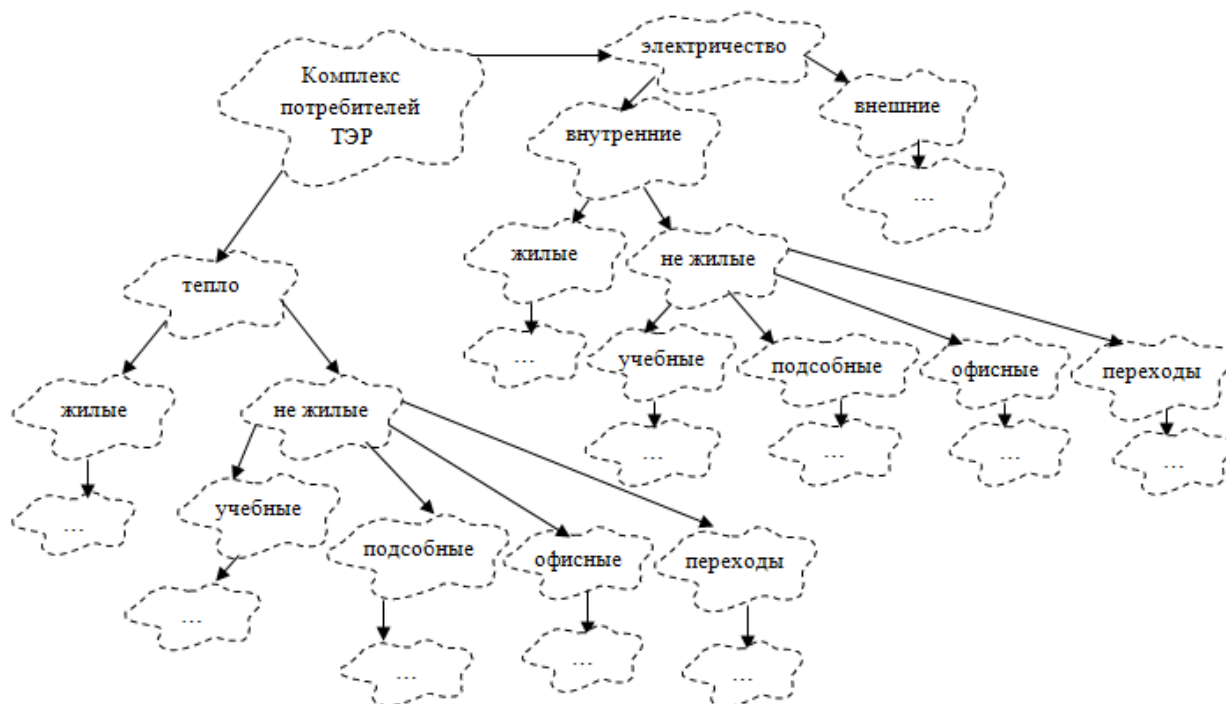 электричество
Комплекс
потребителей
ТЭР
внешние
внутренние
...
жилые
не жилые
тепло
...
учебные
подсобные
офисные
переходы
жилые
не жилые
...
...
...
...
учебные
...
подсобные
офисные
переходы
...
...
...
...